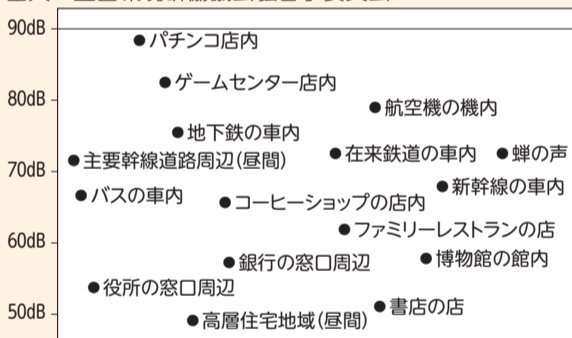 90dB
パチンコ店内
ゲームセンター店内
80dB
航空機の機内
地下鉄の車内
主要幹線道路周辺(昼間)
在来鉄道の車内
蝉の声
70dB
新幹線の車内
バスの車内
コーヒーショップの店内
ファミリーレストランの店
60dB
銀行の窓口周辺
博物館の館内
役所の窓口周辺
50dB
書店の店
高層住宅地域(昼間)